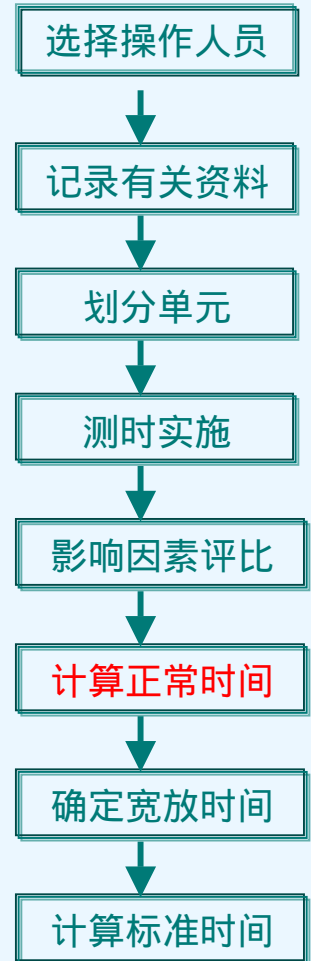 选择操作人员
记录有关资料
划分单元
测时实施
影响因素评比
计算正常时间
确定宽放时间
计算标准时间